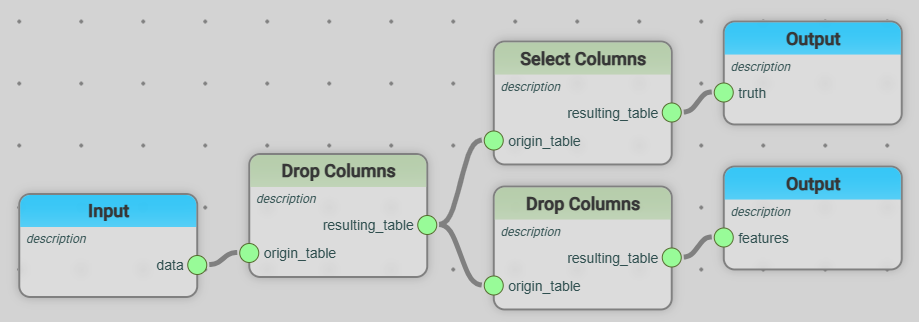 Input
description
data
Drop Columns
description
resulting_table
origin_table
Select Columns
description
resulting_table
origin_table
Drop Columns
description
resulting_table
origin_table
Output
description
truth
Output
description
features